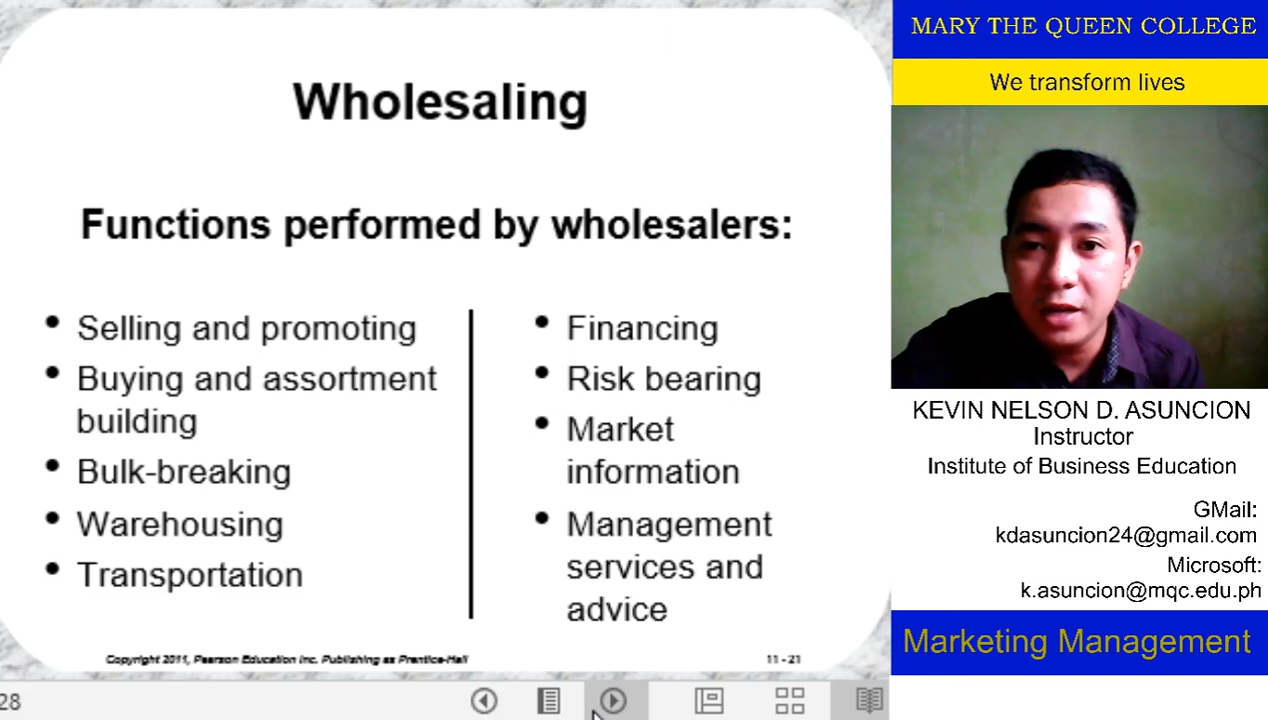 Wholesaling
Functions performed by wholesalers:
• Selling and promoting
• Buying and assortment
building
• Bulk-breaking
• Warehousing
• Transportation
• Financing
• Risk bearing
• Market
information
• Management
services and
advice
Copyright 2011, Pearson Education Inc. Publishing as Prentice-Hall
11 - 21
28
MARY THE QUEEN COLLEGE
We transform lives
KEVIN NELSON D. ASUNCION
Instructor
Institute of Business Education
GMail:
kdasuncion24@gmail.com
Microsoft:
k.asuncion@mqc.edu.ph
Marketing Management